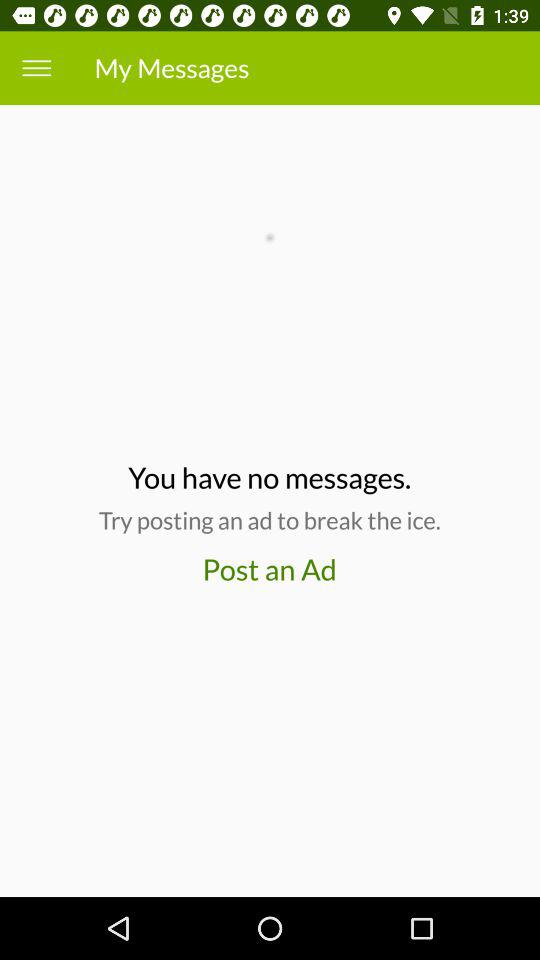 1:39
My Messages
You have no messages.
Try posting an ad to break the ice.
Post an Ad